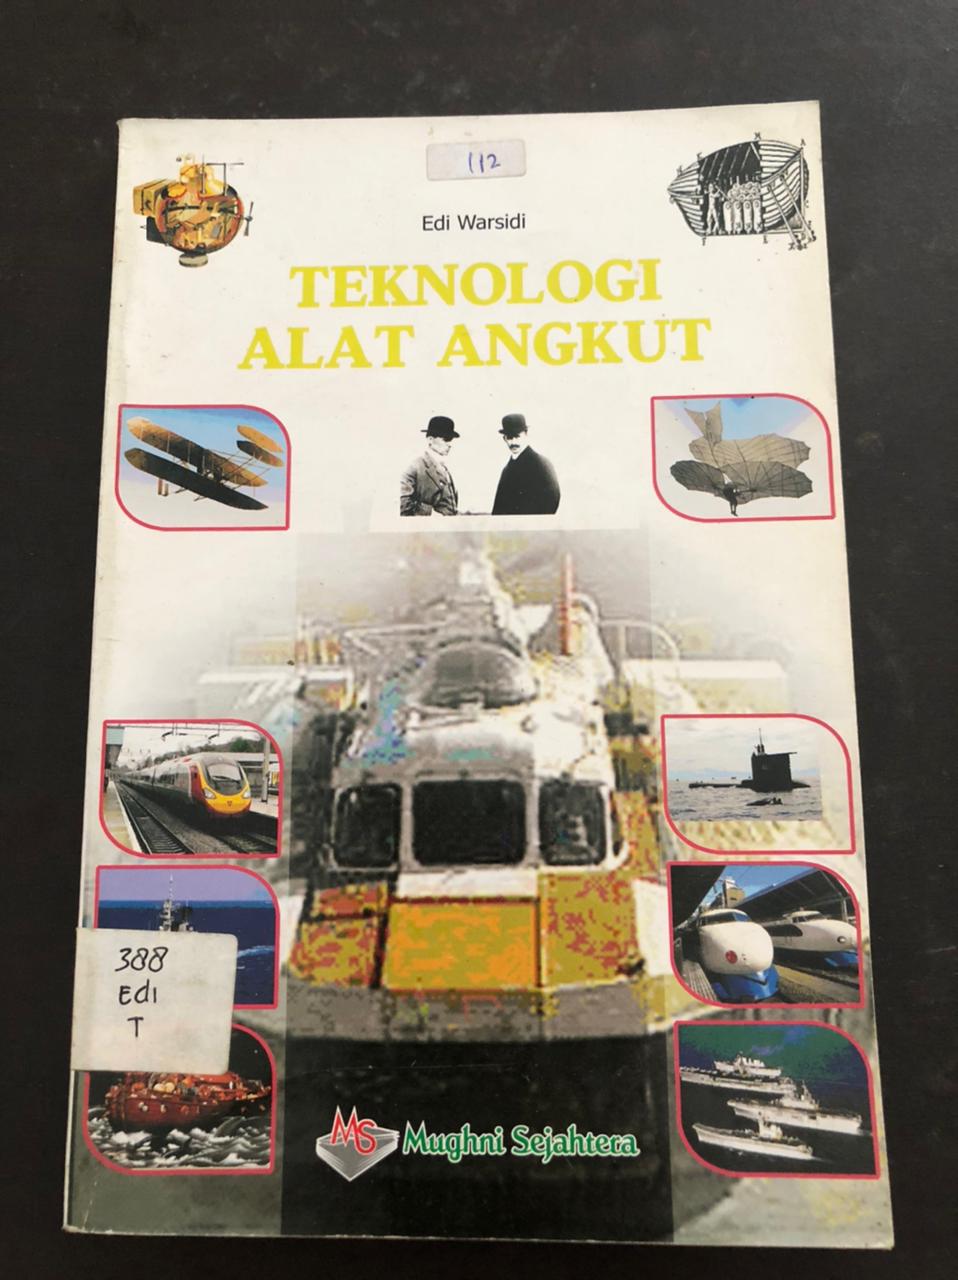 112
Edi Warsidi
TEKNOLOGI
ALAT ANGKUT
388
Edi
T
MS Mughni Sejahtera